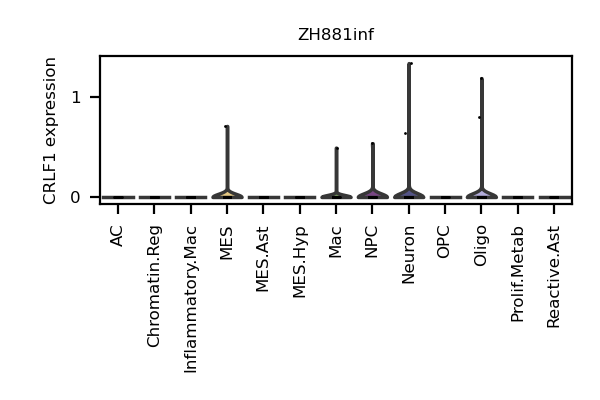 ZH881inf
CRLF1 expression
1
0
AC
Chromatin.Reg
Inflammatory.Mac
MES
MES.Ast
MES.Hyp
Mac
NPC
Neuron
OPC
Oligo
Prolif.Metab
Reactive.Ast